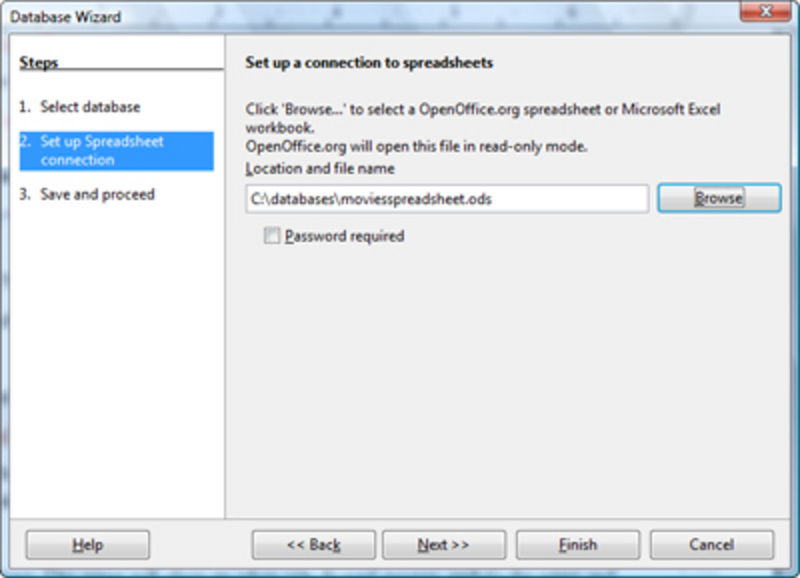 Database Wizard
Steps
1. Select database
2. Set up Spreadsheet
connection
3. Save and proceed
Set up a connection to spreadsheets
Click 'Browse...' to select a OpenOffice.org spreadsheet or Microsoft Excel
workbook.
OpenOffice.org will open this file in read-only mode.
Location and file name
C:\databases\moviesspreadsheet.ods
Browse
Password required
Help
<< Back
Next >>
Finish
Cancel